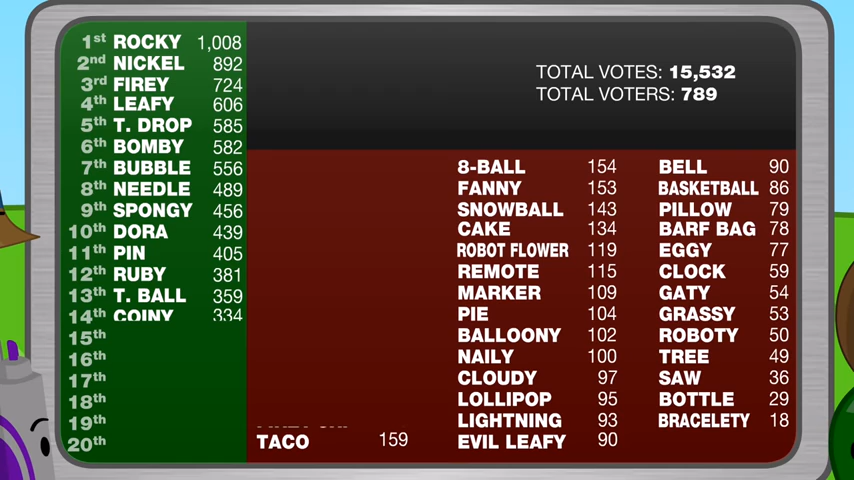 TOTAL VOTES: 15,532
TOTAL VOTERS: 789
1st ROCKY 1,008
2nd NICKEL 892
3rd FIREY 724
4th LEAFY 606
5th T. DROP 585
6th BOMBY 582
7th BUBBLE 556
8th NEEDLE 489
9th SPONGY 456
10th DORA 439
11th PIN 405
12th RUBY 381
13th T. BALL 359
14th COINY 334
15th
16th
17th
18th
19th
20th
TACO 159
8-BALL 154
FANNY 153
SNOWBALL 143
CAKE 134
ROBOT FLOWER 119
REMOTE 115
MARKER 109
PIE 104
BALLOONY 102
NAILY 100
CLOUDY 97
LOLLIPOP 95
LIGHTNING 93
EVIL LEAFY 90
BELL 90
BASKETBALL 86
PILLOW 79
BARF BAG 78
EGGY 77
CLOCK 59
GATY 54
GRASSY 53
ROBOTY 50
TREE 49
SAW 36
BOTTLE 29
BRACELETY 18